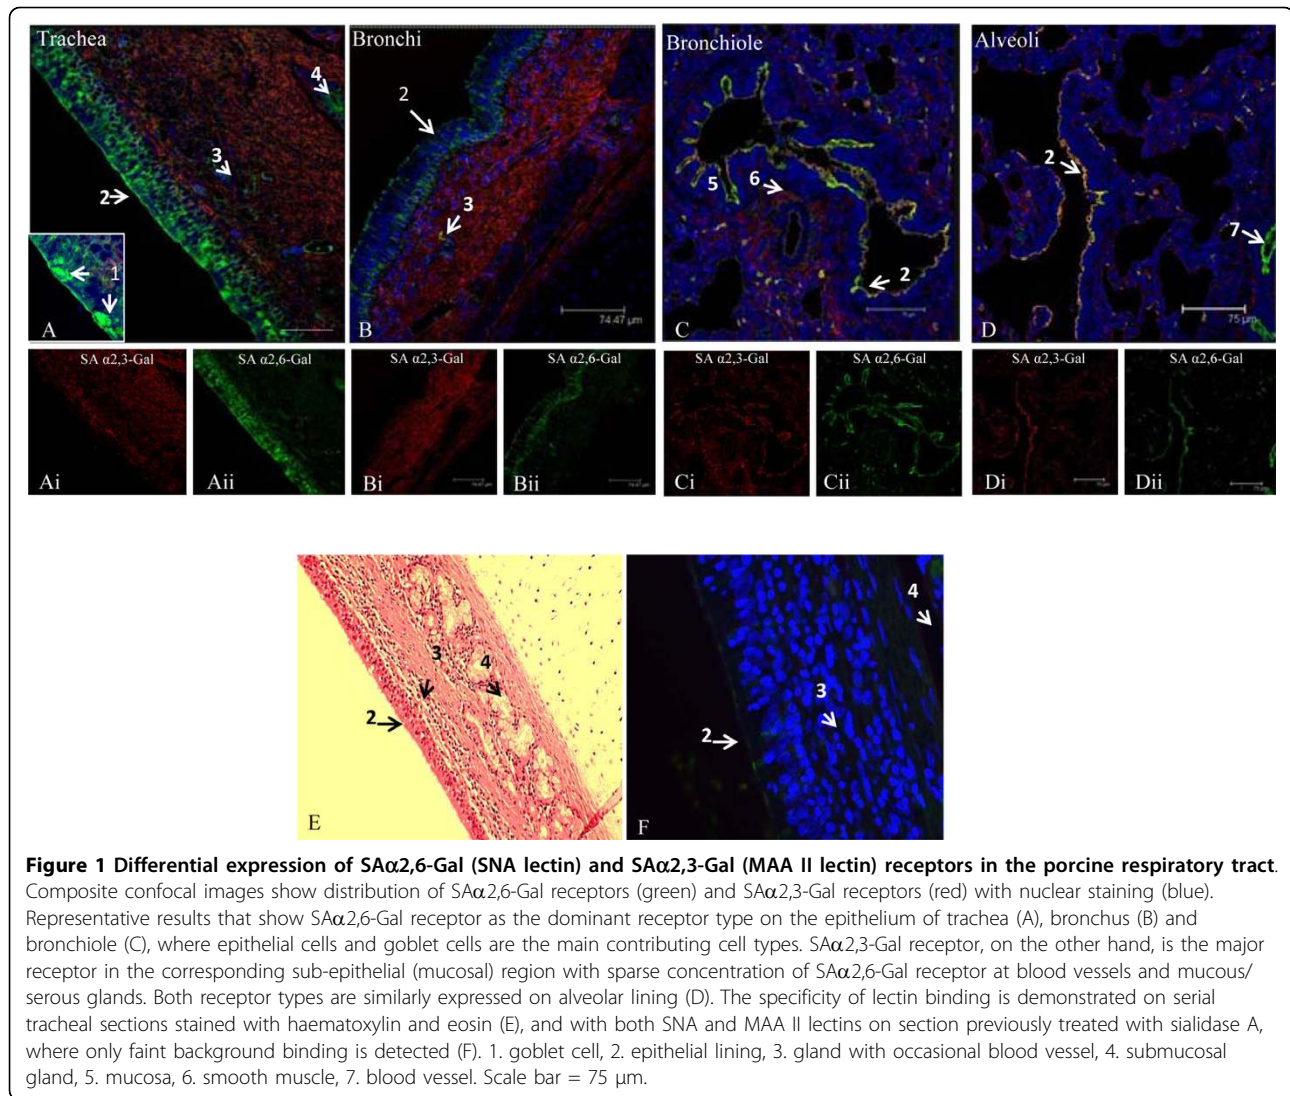 Trachea
4
3
2
1
A
Bronchi
2
3
74.47 µm
B
Bronchiole
5
6
2
C
Alveoli
2
7
75 µm
D
SA α2,3-Gal
Ai
SA α2,6-Gal
Aii
SA α2,3-Gal
74.47 µm
Bi
SA α2,6-Gal
74.47 µm
Bii
SA α2,3-Gal
Ci
SA α2,6-Gal
Cii
SA α2,3-Gal
75 µm
Di
SA α2,6-Gal
75 µm
Dii
3
4
2
E
4
3
2
F
Figure 1 Differential expression of SAα2,6-Gal (SNA lectin) and SAα2,3-Gal (MAA II lectin) receptors in the porcine respiratory tract.
Composite confocal images show distribution of SAα2,6-Gal receptors (green) and SAα2,3-Gal receptors (red) with nuclear staining (blue).
Representative results that show SAα2,6-Gal receptor as the dominant receptor type on the epithelium of trachea (A), bronchus (B) and
bronchiole (C), where epithelial cells and goblet cells are the main contributing cell types. SAα2,3-Gal receptor, on the other hand, is the major
receptor in the corresponding sub-epithelial (mucosal) region with sparse concentration of SAα2,6-Gal receptor at blood vessels and mucous/
serous glands. Both receptor types are similarly expressed on alveolar lining (D). The specificity of lectin binding is demonstrated on serial
tracheal sections stained with haematoxylin and eosin (E), and with both SNA and MAA II lectins on section previously treated with sialidase A,
where only faint background binding is detected (F). 1. goblet cell, 2. epithelial lining, 3. gland with occasional blood vessel, 4. submucosal
gland, 5. mucosa, 6. smooth muscle, 7. blood vessel. Scale bar = 75 μm.